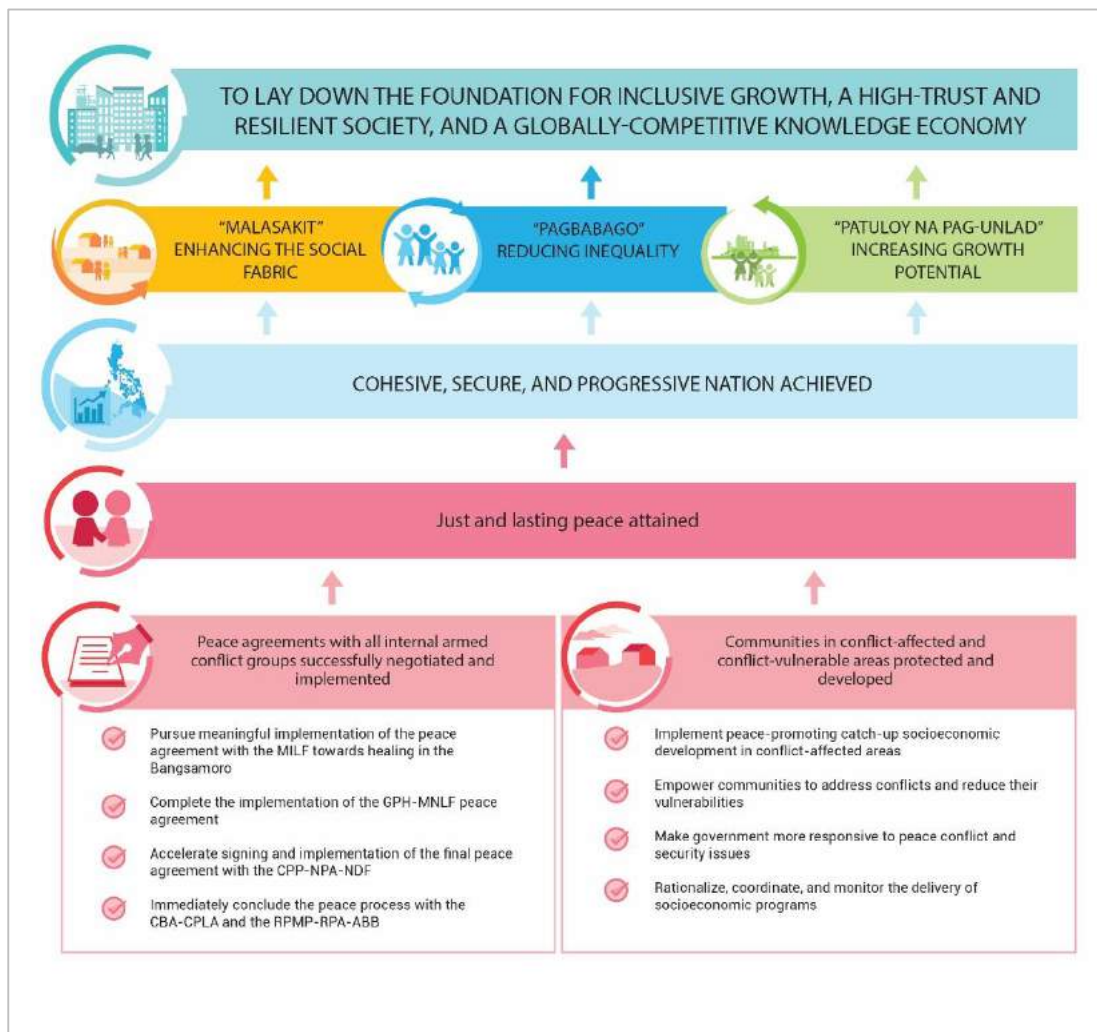 TO LAY DOWN THE FOUNDATION FOR INCLUSIVE GROWTH, A HIGH-TRUST AND
RESILIENT SOCIETY, AND A GLOBALLY-COMPETITIVE KNOWLEDGE ECONOMY
“MALASAKIT”
ENHANCING THE SOCIAL
FABRIC
“PAGBABAGO”
REDUCING INEQUALITY
“PATULOY NA PAG-UNLAD”
INCREASING GROWTH
POTENTIAL
COHESIVE, SECURE, AND PROGRESSIVE NATION ACHIEVED
Just and lasting peace attained
Peace agreements with all internal armed
conflict groups successfully negotiated and
implemented
Pursue meaningful implementation of the peace
agreement with the MILF towards healing in the
Bangsamoro
Complete the implementation of the GPH-MNLF peace
agreement
Accelerate signing and implementation of the final peace
agreement with the CPP-NPA-NDF
Immediately conclude the peace process with the
CBA-CPLA and the RPMP-RPA-ABB
Communities in conflict-affected and
conflict-vulnerable areas protected and
developed
Implement peace-promoting catch-up socioeconomic
development in conflict-affected areas
Empower communities to address conflicts and reduce their
vulnerabilities
Make government more responsive to peace conflict and
security issues
Rationalize, coordinate, and monitor the delivery of
socioeconomic programs